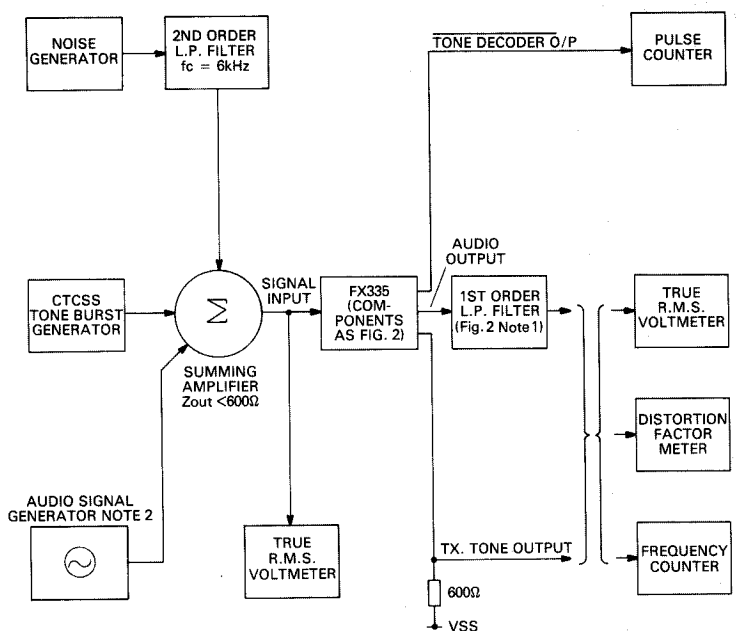 NOISE
GENERATOR
2ND ORDER
L.P. FILTER
fc = 6kHz
TONE DECODER O/P
PULSE
COUNTER
CTCSS
TONE BURST
GENERATOR
Σ
SUMMING
AMPLIFIER
Zout <600Ω
SIGNAL
INPUT
FX335
(COM-
PONENTS
AS FIG. 2)
AUDIO
OUTPUT
1ST ORDER
L.P. FILTER
(Fig. 2 Note 1)
TRUE
R.M.S.
VOLTMETER
DISTORTION
FACTOR
METER
AUDIO SIGNAL
GENERATOR NOTE 2
TRUE
R.M.S.
VOLTMETER
TX. TONE OUTPUT
FREQUENCY
COUNTER
600Ω
VSS